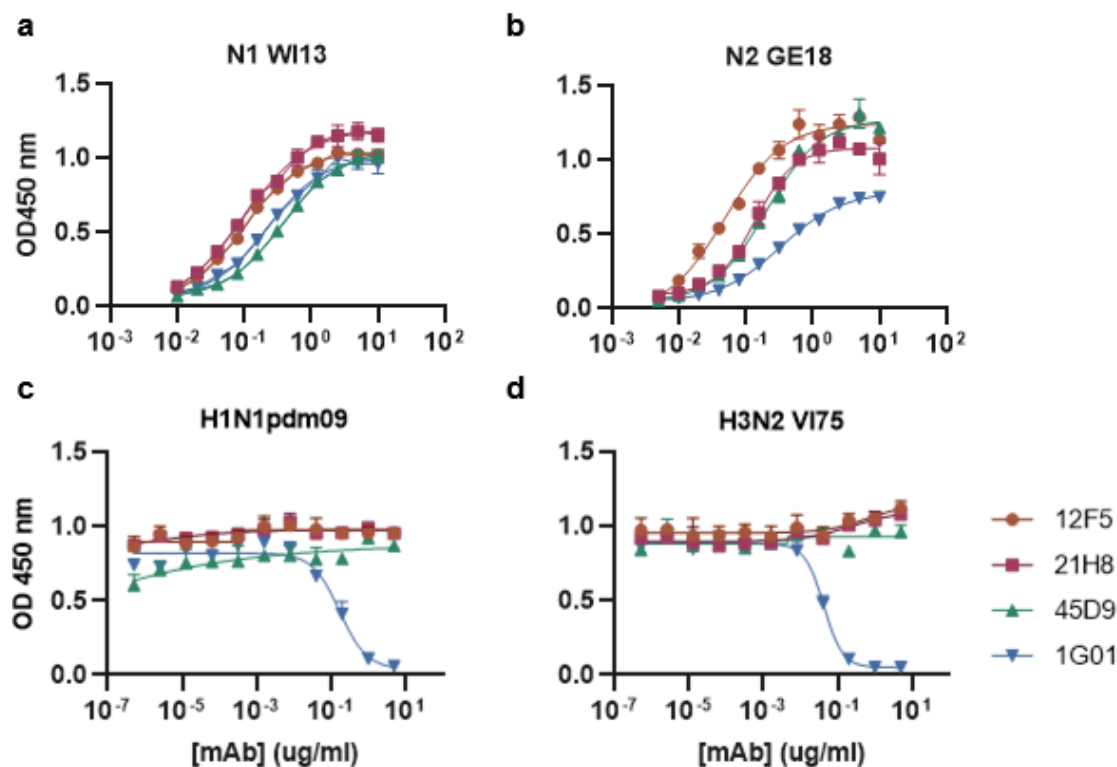 a
N1 WI13
1.5
1.0
0.5
0.0
OD450 nm
10-3 10-2 10-1 100 101 102
b
N2 GE18
1.5
1.0
0.5
0.0
10-3 10-2 10-1 100 101 102
c
H1N1pdm09
1.5
1.0
0.5
0.0
OD 450 nm
10-7 10-5 10-3 10-1 101
[mAb] (ug/ml)
d
H3N2 VI75
1.5
1.0
0.5
0.0
10-7 10-5 10-3 10-1 101
[mAb] (ug/ml)
12F5
21H8
45D9
1G01